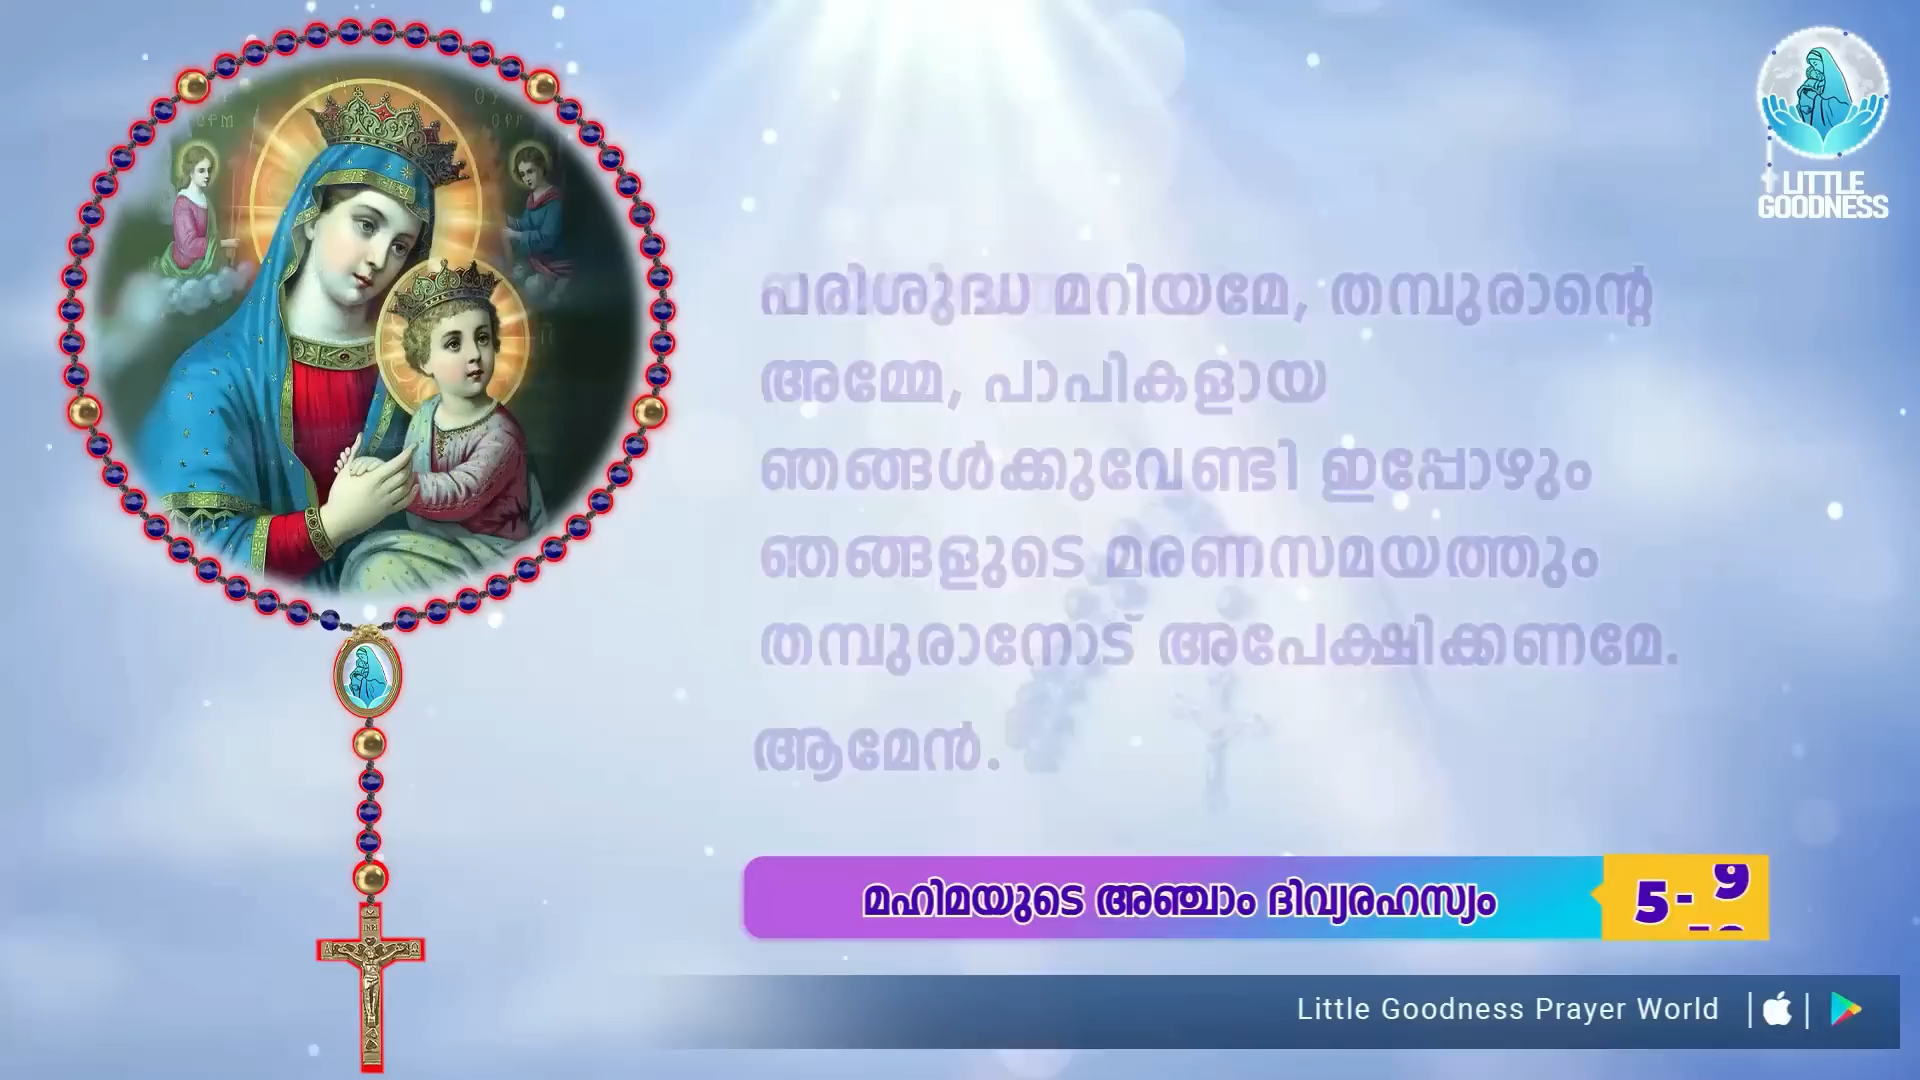 LITTLE
GOODNESS
പരിശുദ്ധ മറിയമേ, തമ്പുരാന്റെ
അമ്മേ, പാപികളായ
ഞങ്ങൾക്കുവേണ്ടി ഇപ്പോഴും
ഞങ്ങളുടെ മരണസമയത്തും
തമ്പുരാനോട് അപേക്ഷിക്കണമേ.
ആമേൻ.
മഹിമയുടെ അഞ്ചാം ദിവ്യരഹസ്യം 5- 9
Little Goodness Prayer World